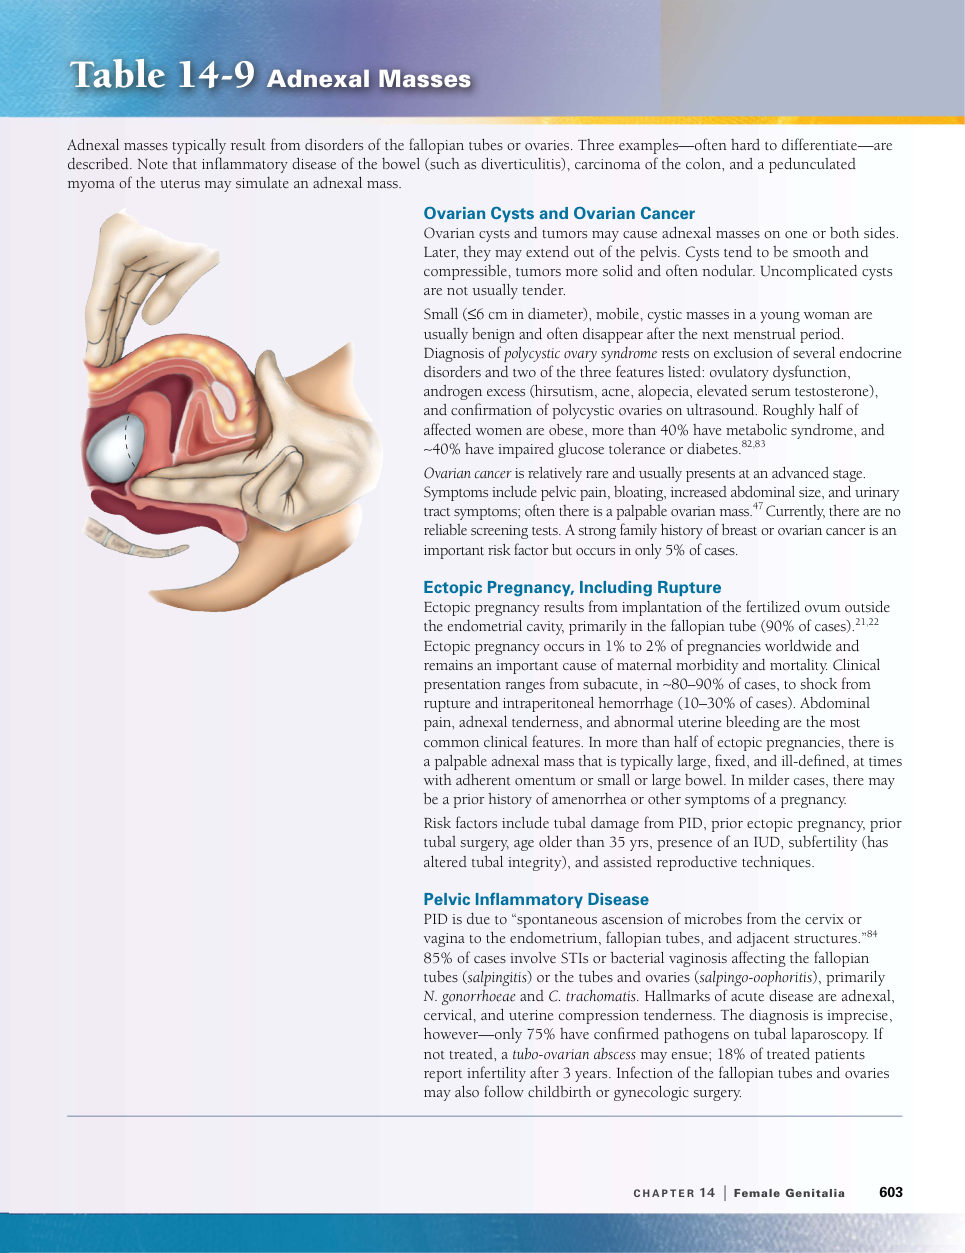 Table 14-9 Adnexal Masses
Adnexal masses typically result from disorders of the fallopian tubes or ovaries. Three examples—often hard to differentiate—are
described. Note that inflammatory disease of the bowel (such as diverticulitis), carcinoma of the colon, and a pedunculated
myoma of the uterus may simulate an adnexal mass.
Ovarian Cysts and Ovarian Cancer
Ovarian cysts and tumors may cause adnexal masses on one or both sides.
Later, they may extend out of the pelvis. Cysts tend to be smooth and
compressible, tumors more solid and often nodular. Uncomplicated cysts
are not usually tender.
Small (≤6 cm in diameter), mobile, cystic masses in a young woman are
usually benign and often disappear after the next menstrual period.
Diagnosis of polycystic ovary syndrome rests on exclusion of several endocrine
disorders and two of the three features listed: ovulatory dysfunction,
androgen excess (hirsutism, acne, alopecia, elevated serum testosterone),
and confirmation of polycystic ovaries on ultrasound. Roughly half of
affected women are obese, more than 40% have metabolic syndrome, and
~40% have impaired glucose tolerance or diabetes.82,83
Ovarian cancer is relatively rare and usually presents at an advanced stage.
Symptoms include pelvic pain, bloating, increased abdominal size, and urinary
tract symptoms; often there is a palpable ovarian mass.47 Currently, there are no
reliable screening tests. A strong family history of breast or ovarian cancer is an
important risk factor but occurs in only 5% of cases.
Ectopic Pregnancy, Including Rupture
Ectopic pregnancy results from implantation of the fertilized ovum outside
the endometrial cavity, primarily in the fallopian tube (90% of cases).21,22
Ectopic pregnancy occurs in 1% to 2% of pregnancies worldwide and
remains an important cause of maternal morbidity and mortality. Clinical
presentation ranges from subacute, in ~80–90% of cases, to shock from
rupture and intraperitoneal hemorrhage (10–30% of cases). Abdominal
pain, adnexal tenderness, and abnormal uterine bleeding are the most
common clinical features. In more than half of ectopic pregnancies, there is
a palpable adnexal mass that is typically large, fixed, and ill-defined, at times
with adherent omentum or small or large bowel. In milder cases, there may
be a prior history of amenorrhea or other symptoms of a pregnancy.
Risk factors include tubal damage from PID, prior ectopic pregnancy, prior
tubal surgery, age older than 35 yrs, presence of an IUD, subfertility (has
altered tubal integrity), and assisted reproductive techniques.
Pelvic Inflammatory Disease
PID is due to “spontaneous ascension of microbes from the cervix or
vagina to the endometrium, fallopian tubes, and adjacent structures.”84
85% of cases involve STIs or bacterial vaginosis affecting the fallopian
tubes (salpingitis) or the tubes and ovaries (salpingo-oophoritis), primarily
N. gonorrhoeae and C. trachomatis. Hallmarks of acute disease are adnexal,
cervical, and uterine compression tenderness. The diagnosis is imprecise,
however—only 75% have confirmed pathogens on tubal laparoscopy. If
not treated, a tubo-ovarian abscess may ensue; 18% of treated patients
report infertility after 3 years. Infection of the fallopian tubes and ovaries
may also follow childbirth or gynecologic surgery.
CHAPTER 14 | Female Genitalia 603